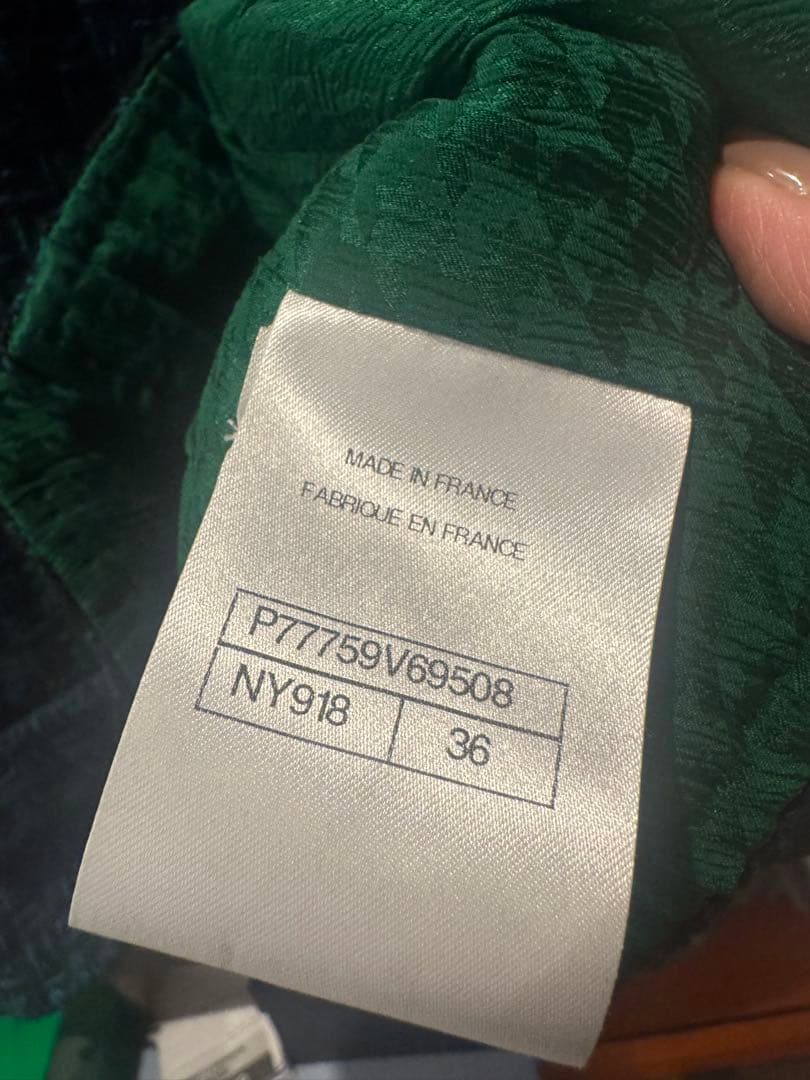 MADE IN FRANCE
FABRIQUE EN FRANCE
P77759V69508
NY918 36